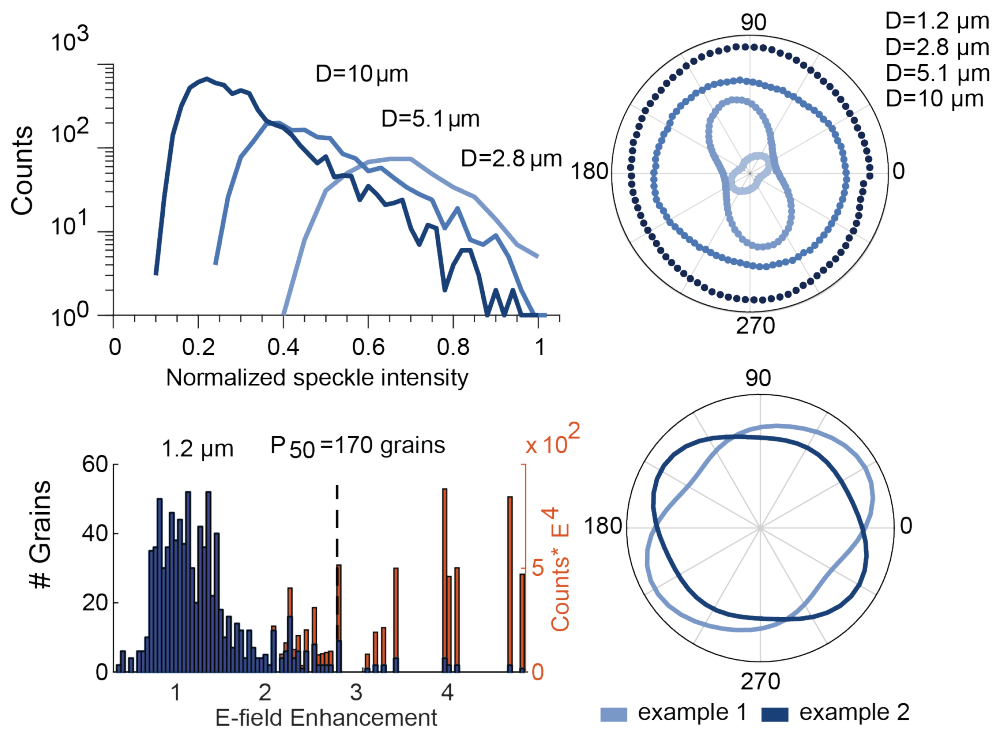 10³
10²
10¹
10⁰
Counts
D=10 µm
D=5.1 µm
D=2.8 µm
0 0.2 0.4 0.6 0.8 1
Normalized speckle intensity
90
180
0
270
D=1.2 µm
D=2.8 µm
D=5.1 µm
D=10 µm
1.2 µm
P₅₀=170 grains
x10²
60
40
20
0
# Grains
5
0
Counts* E⁴
1 2 3 4
E-field Enhancement
90
180
0
270
example 1 example 2